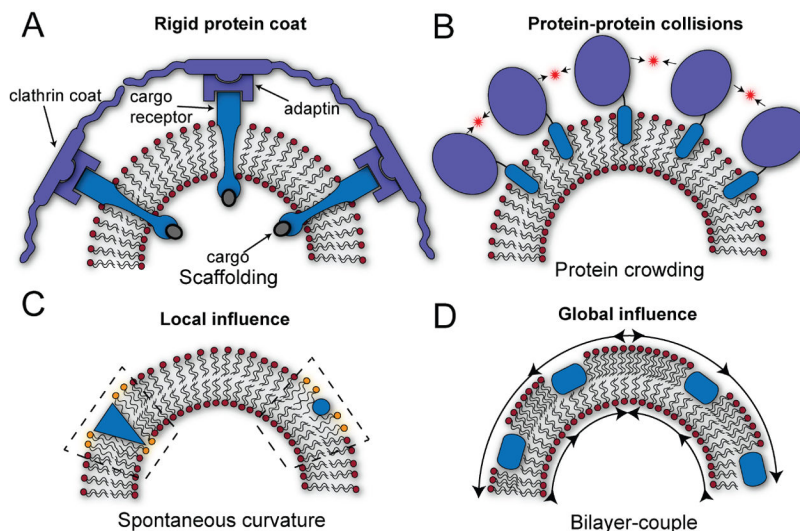 A
Rigid protein coat
clathrin coat
cargo
receptor
adaptin
cargo
Scaffolding
B
Protein-protein collisions
Protein crowding
C
Local influence
Spontaneous curvature
D
Global influence
Bilayer-couple